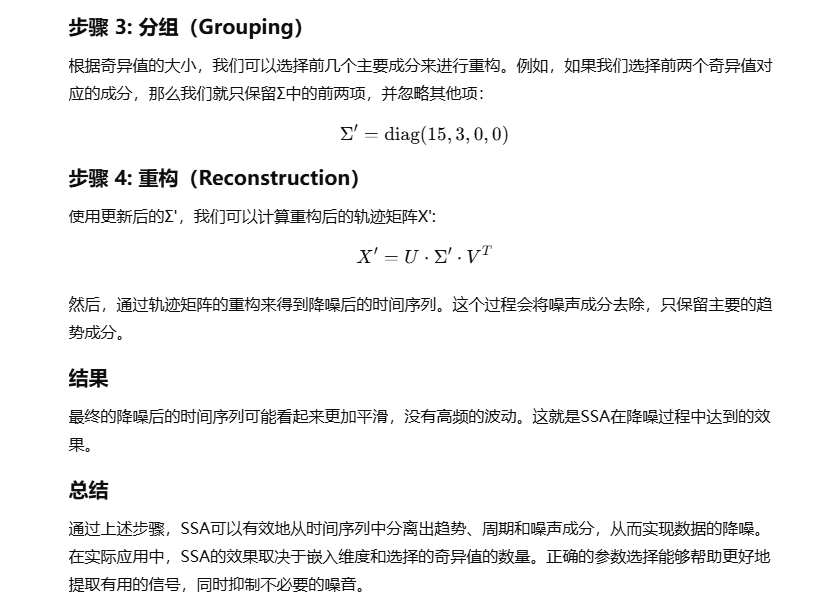 步骤 3: 分组（Grouping）
根据奇异值的大小，我们可以选择前几个主要成分来进行重构。例如，如果我们选择前两个奇异值对
应的成分，那么我们就只保留Σ中的前两项，并忽略其他项：
Σ′ = diag(15, 3, 0, 0)
步骤 4: 重构（Reconstruction）
使用更新后的Σ'，我们可以计算重构后的轨迹矩阵X':
X′ = U · Σ′ · Vᵀ
然后，通过轨迹矩阵的重构来得到降噪后的时间序列。这个过程会将噪声成分去除，只保留主要的趋
势成分。
结果
最终的降噪后的时间序列可能看起来更加平滑，没有高频的波动。这就是SSA在降噪过程中达到的效
果。
总结
通过上述步骤，SSA可以有效地从时间序列中分离出趋势、周期和噪声成分，从而实现数据的降噪。
在实际应用中，SSA的效果取决于嵌入维度和选择的奇异值的数量。正确的参数选择能够帮助更好地
提取有用的信号，同时抑制不必要的噪音。